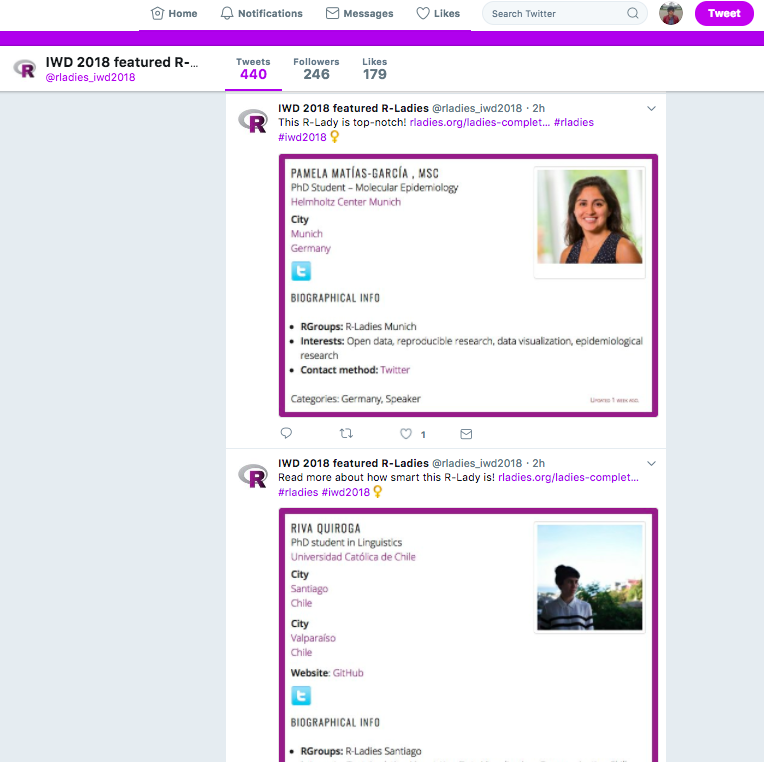 Home Notifications Messages Likes Search Twitter Tweet
IWD 2018 featured R-... Tweets Followers Likes
@rladies_iwd2018 440 246 179
IWD 2018 featured R-Ladies @rladies_iwd2018 · 2h
This R-Lady is top-notch! rladies.org/ladies-complet... #rladies
#iwd2018
PAMELA MATÍAS-GARCÍA , MSC
PhD Student – Molecular Epidemiology
Helmholtz Center Munich
City
Munich
Germany
BIOGRAPHICAL INFO
• RGroups: R-Ladies Munich
• Interests: Open data, reproducible research, data visualization, epidemiological
research
• Contact method: Twitter
Categories: Germany, Speaker
UPDATED 1 WEEK AGO.
1
IWD 2018 featured R-Ladies @rladies_iwd2018 · 2h
Read more about how smart this R-Lady is! rladies.org/ladies-complet...
#rladies #iwd2018
RIVA QUIROGA
PhD student in Linguistics
Universidad Católica de Chile
City
Santiago
Chile
City
Valparaíso
Chile
Website: GitHub
BIOGRAPHICAL INFO
• RGroups: R-Ladies Santiago